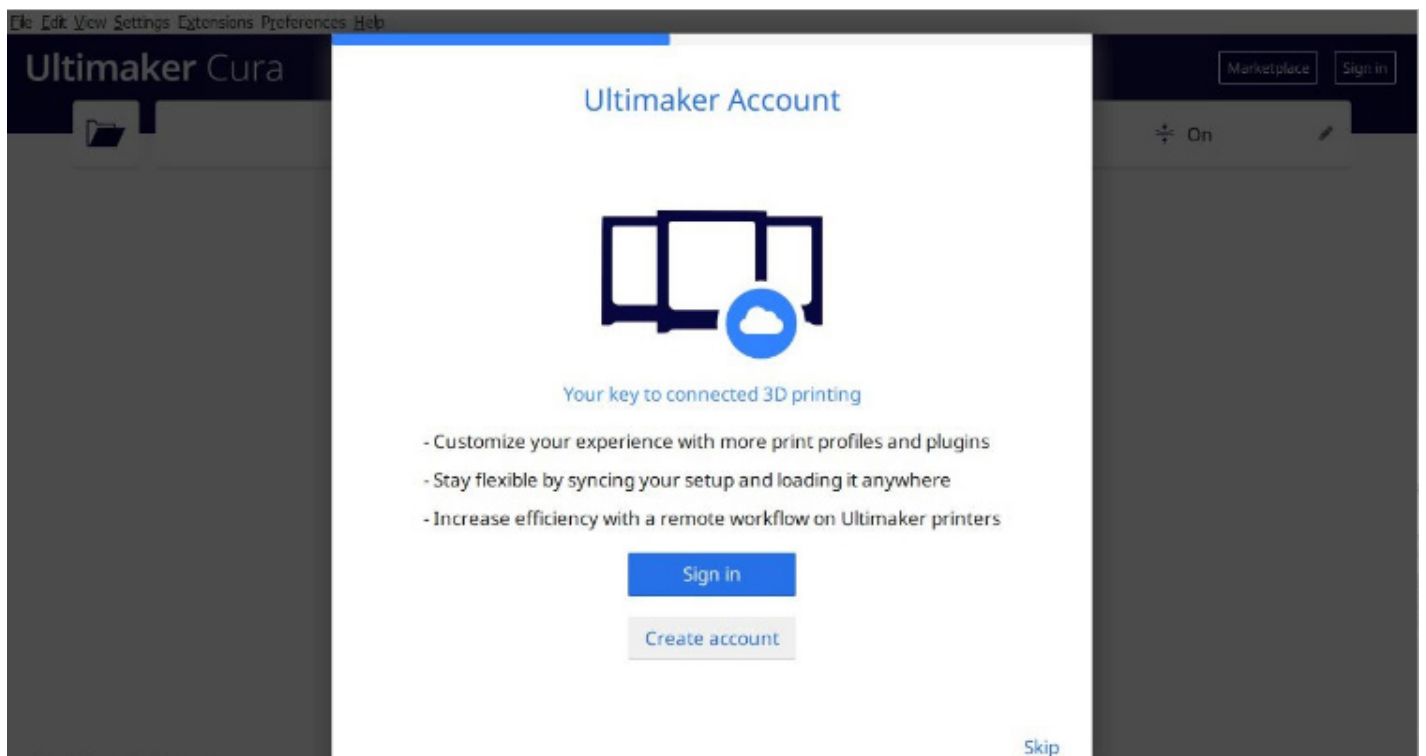 File Edit View Settings Extensions Preferences Help
Ultimaker Cura
Marketplace Sign in
Ultimaker Account
On
Your key to connected 3D printing
- Customize your experience with more print profiles and plugins
- Stay flexible by syncing your setup and loading it anywhere
- Increase efficiency with a remote workflow on Ultimaker printers
Sign in
Create account
Skip